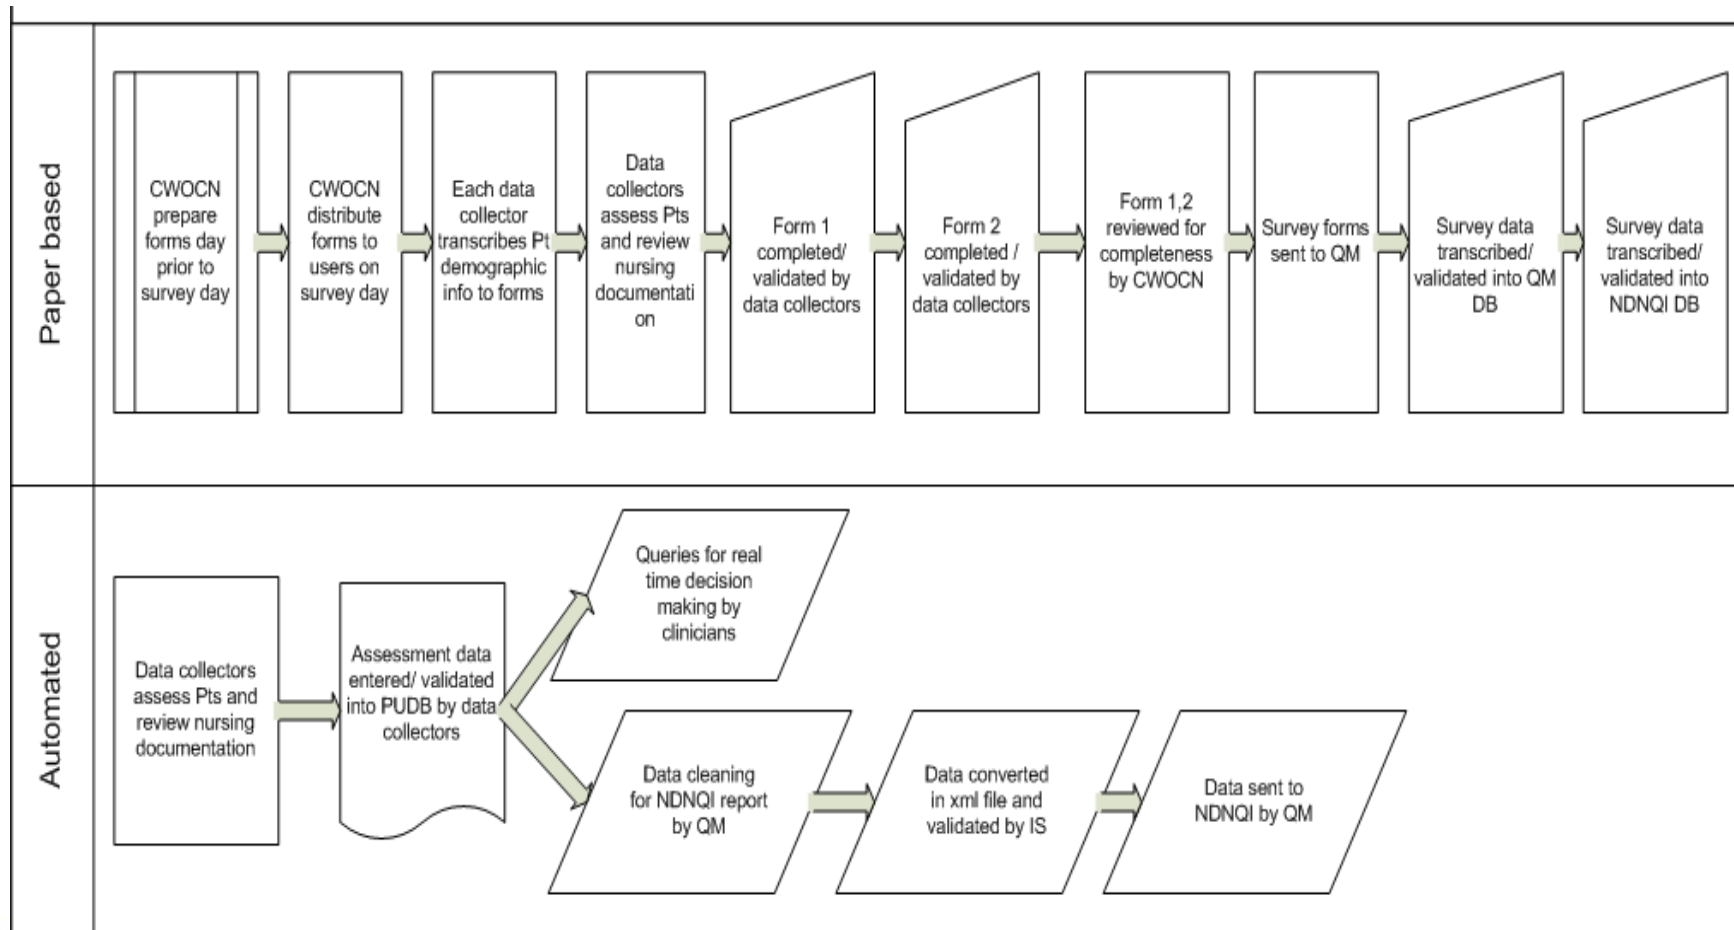 Paper based
CWOCN
prepare
forms day
prior to
survey day
CWOCN
distribute
forms to
users on
survey day
Each data
collector
transcribes Pt
demographic
info to forms
Data
collectors
assess Pts
and review
nursing
documentati
on
Form 1
completed/
validated by
data collectors
Form 2
completed /
validated by
data collectors
Form 1,2
reviewed for
completeness
by CWOCN
Survey forms
sent to QM
Survey data
transcribed/
validated into QM
DB
Survey data
transcribed/
validated into
NDNQI DB
Automated
Data collectors
assess Pts and
review nursing
documentation
Assessment data
entered/ validated
into PUDB by data
collectors
Queries for real
time decision
making by
clinicians
Data cleaning
for NDNQI report
by QM
Data converted
in xml file and
validated by IS
Data sent to
NDNQI by QM